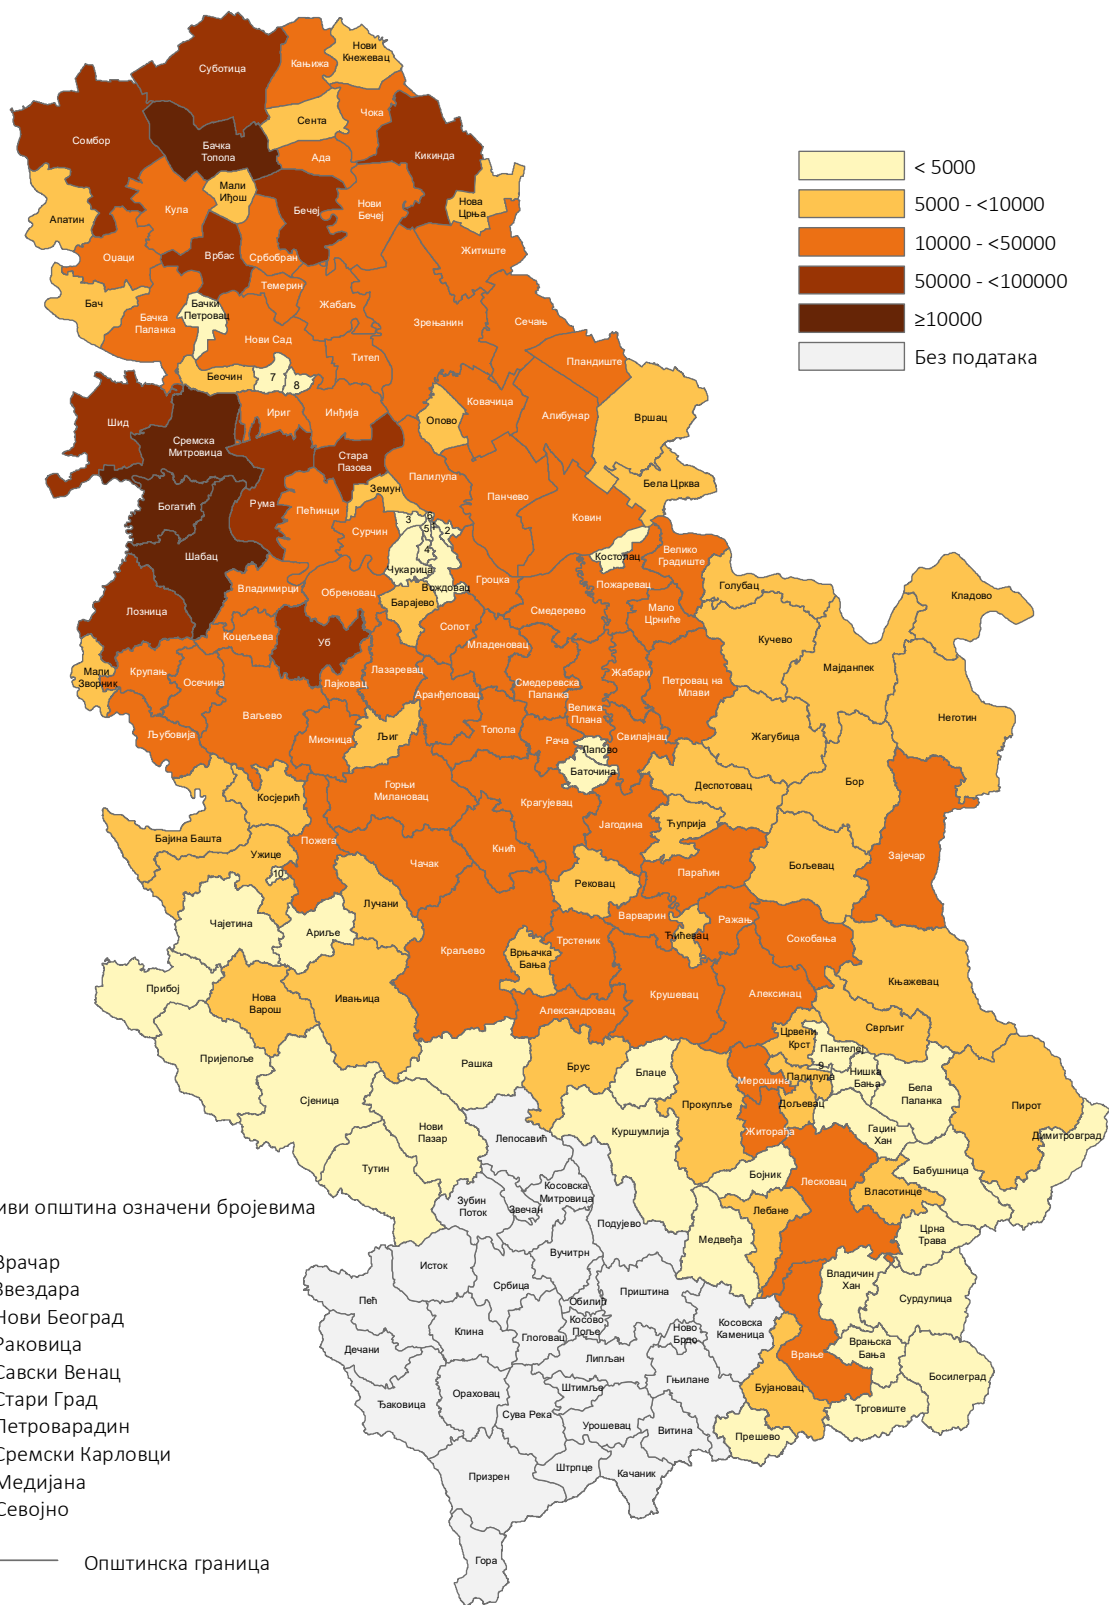 Суботица
Кањижа
Нови
Кнежевац
Сомбор
Чока
Сента
Бачка
Топола
Ада
Кикинда
Мали
Иђош
Апатин
Кула
Бечеј
Нови
Бечеј
Нова
Црња
Оџаци
Врбас
Србобран
Житиште
Бач
Темерин
Жабаљ
Бачки
Петровац
Бачка
Паланка
Зрењанин
Сечањ
Нови Сад
Тител
Пландиште
Беочин
7
8
Шид
Ириг
Инђија
Ковачица
Алибунар
Вршац
Опово
Сремска
Митровица
Стара
Пазова
Палилула
Бела Црква
Земун
Панчево
Богатић
Рума
Пећинци
Ковин
Сурчин
3
6
5
2
4
Шабац
Чукарица
Костолац
Велико
Градиште
Вождовац
Гроцка
Пожаревац
Голубац
Кладово
Владимирци
Обреновац
Барајево
Лозница
Смедерево
Мало
Црниће
Коцељева
Уб
Сопот
Младеновац
Кучево
Мајданпек
Мали
Зворник
Крупањ
Осечина
Лајковац
Лазаревац
Аранђеловац
Смедеревска
Паланка
Жабари
Петровац на
Млави
Велика
Плана
Ваљево
Неготин
Љубовија
Мионица
Љиг
Топола
Рача
Свилајнац
Жагубица
Лапово
Баточина
Деспотовац
Бор
Косјерић
Горњи
Милановац
Крагујевац
Јагодина
Ћуприја
Бајина Башта
Пожега
Ужице
10
Чачак
Кнић
Параћин
Бољевац
Зајечар
Рековац
Лучани
Чајетина
Ариље
Варварин
Ражањ
Краљево
Трстеник
Ћићевац
Сокобања
Врњачка
Бања
Прибој
Нова
Варош
Ивањица
Крушевац
Алексинац
Књажевац
Александровац
Сврљиг
Црвени
Крст
Пантелеј
Пријепоље
Рашка
Брус
Блаце
9
Нишка
Бања
Мерошина
Палилула
Бела
Паланка
Сјеница
Прокупље
Дољевац
Пирот
Нови
Пазар
Куршумлија
Житорађа
Гаџин
Хан
Димитровград
Лепосавић
Тутин
Бојник
Лесковац
Бабушница
Косовска
Митровица
Власотинце
Зубин
Поток
Звечан
Лебане
Подујево
Медвеђа
Црна
Трава
Вучитрн
Исток
Србица
Владичин
Хан
Пећ
Приштина
Сурдулица
Обилић
Косово
Поље
Клина
Глоговац
Ново
Брдо
Косовска
Каменица
Дечани
Липљан
Врањска
Бања
Врање
Гњилане
Босилеград
Ђаковица
Ораховац
Штимље
Бујановац
Сува Река
Трговиште
Урошевац
Витина
Прешево
Призрен
Штрпце
Качаник
Гора
< 5000
5000 - <10000
10000 - <50000
50000 - <100000
≥10000
Без података
иви општина означени бројевима
Врачар
Звездара
Нови Београд
Раковица
Савски Венац
Стари Град
Петроварадин
Сремски Карловци
Медијана
Севојно
Општинска граница